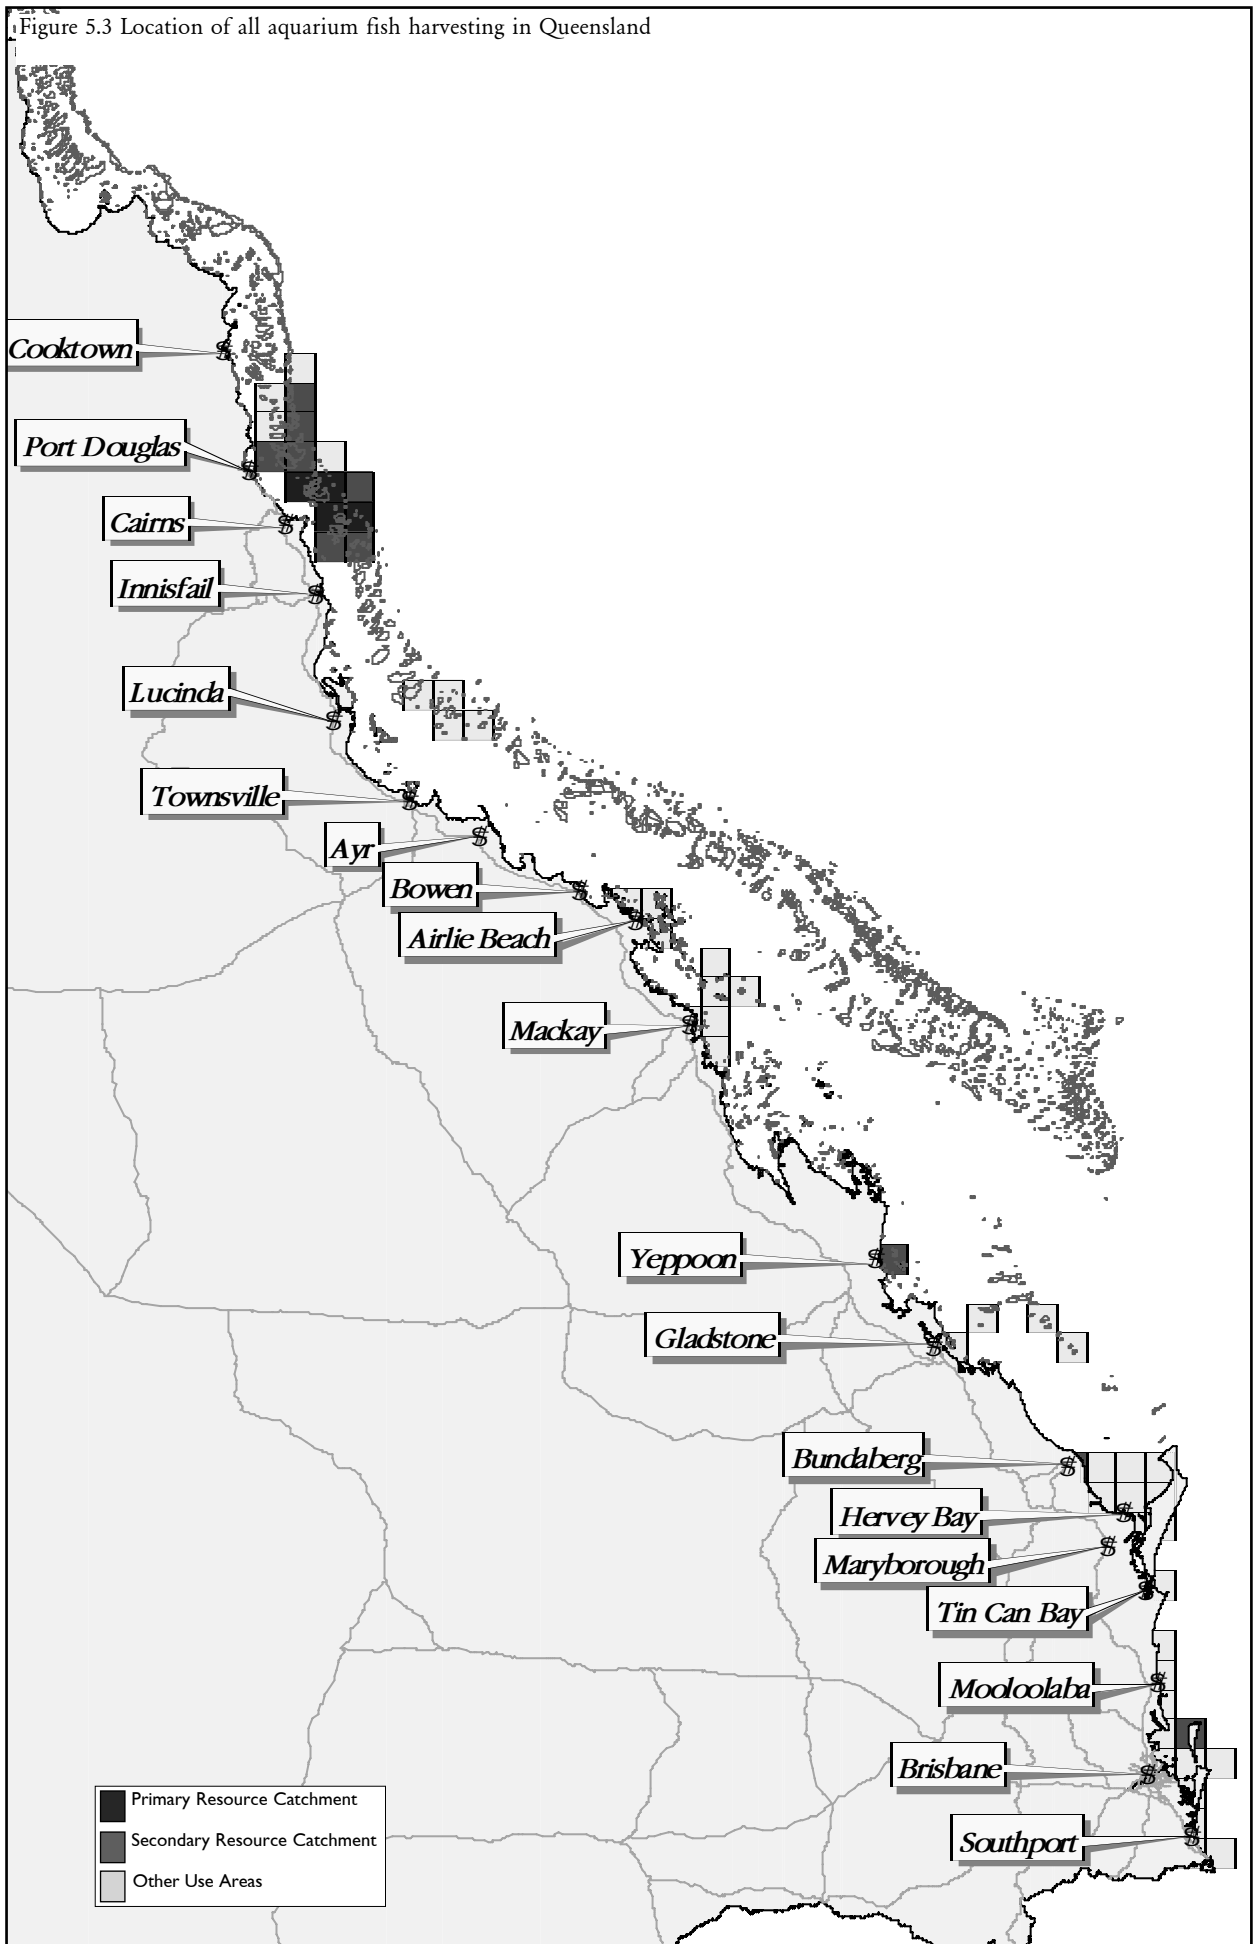 Figure 5.3 Location of all aquarium fish harvesting in Queensland
Cooktown
Port Douglas
Cairns
Innisfail
Lucinda
Townsville
Ayr
Bowen
Airlie Beach
Mackay
Yeppoon
Gladstone
Bundaberg
Hervey Bay
Maryborough
Tin Can Bay
Mooloolaba
Brisbane
Southport
Primary Resource Catchment
Secondary Resource Catchment
Other Use Areas